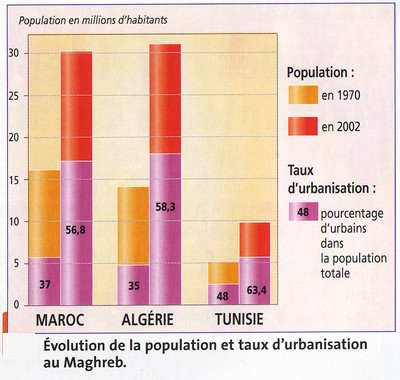 Population en millions d'habitants
30
25
20
15
10
5
0
37
56,8
35
58,3
48
63,4
MAROC
ALGÉRIE
TUNISIE
Population :
en 1970
en 2002
Taux
d'urbanisation :
48
pourcentage
d'urbains
dans
la population
totale
Évolution de la population et taux d'urbanisation
au Maghreb.